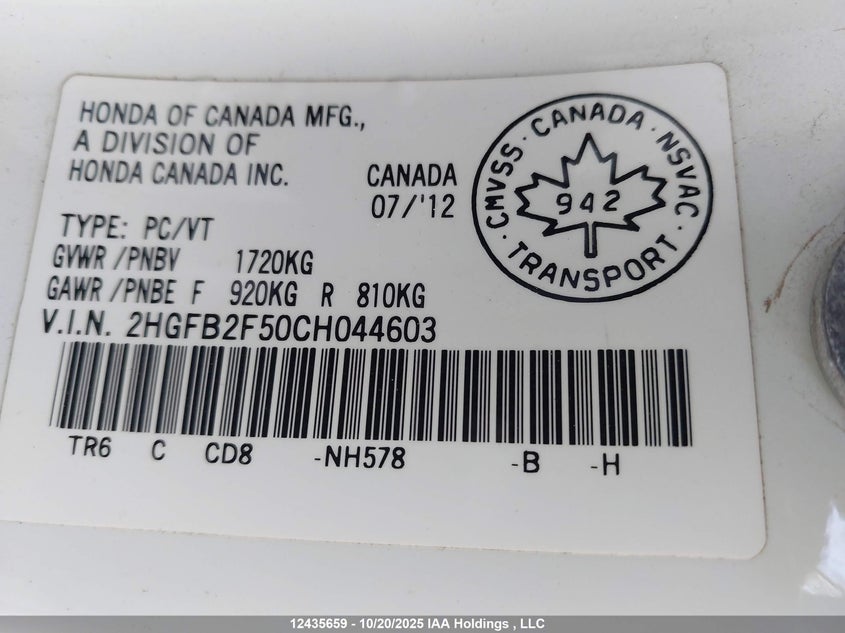 HONDA OF CANADA MFG.,
A DIVISION OF
HONDA CANADA INC.
CANADA
07/'12
TYPE: PC/VT
GVWR/PNBV 1720KG
GAWR/PNBE F 920KG R 810KG
V.I.N. 2HGFB2F50CH044603
TR6 C CD8 -NH578 -B -H
CMVSS · CANADA · NSVAC · TRANSPORT ·
942
12435659 - 10/20/2025 IAA Holdings , LLC